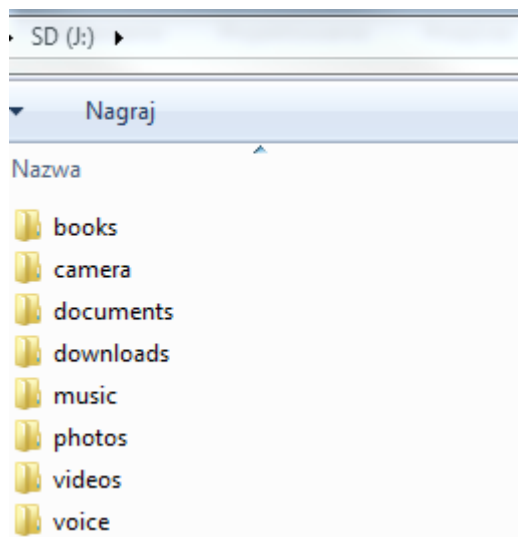 SD (J:)
Nagraj
Nazwa
books
camera
documents
downloads
music
photos
videos
voice